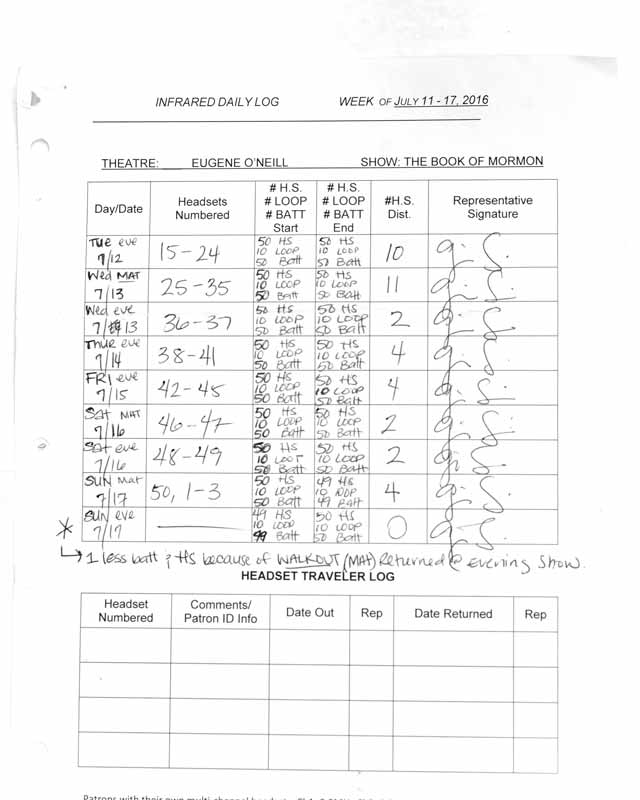 INFRARED DAILY LOG WEEK OF JULY 11 - 17, 2016
THEATRE: EUGENE O'NEILL SHOW: THE BOOK OF MORMON
Day/Date Headsets Numbered # H.S. # LOOP # BATT Start # H.S. # LOOP # BATT End #H.S. Dist. Representative Signature
TUE eve 7/12 15-24 50 HS 10 LOOP 50 Batt 50 HS 10 LOOP 50 Batt 10
Wed MAT 7/13 25-35 50 HS 10 LOOP 50 Batt 50 HS 10 LOOP 50 Batt 11
Wed eve 7/13 36-37 50 HS 10 LOOP 50 Batt 50 HS 10 LOOP 50 Batt 2
THUR eve 7/14 38-41 50 HS 10 LOOP 50 Batt 50 HS 10 LOOP 50 Batt 4
FRI eve 7/15 42-45 50 HS 10 LOOP 50 Batt 50 HS 10 LOOP 50 Batt 4
Sat MAT 7/16 46-47 50 HS 10 LOOP 50 Batt 50 HS 10 LOOP 50 Batt 2
Sat eve 7/16 48-49 50 HS 10 LOOP 50 Batt 50 HS 10 LOOP 50 Batt 2
SUN Mat 7/17 50, 1-3 50 HS 10 LOOP 50 Batt 49 HS 10 LOOP 49 Batt 4
SUN eve 7/17 49 HS 10 LOOP 49 Batt 50 HS 10 LOOP 50 Batt 0
* 1 less batt & HS because of WALKOUT (MAT) Returned @ evening show.
HEADSET TRAVELER LOG
Headset Numbered Comments/ Patron ID Info Date Out Rep Date Returned Rep
Patrons with their own